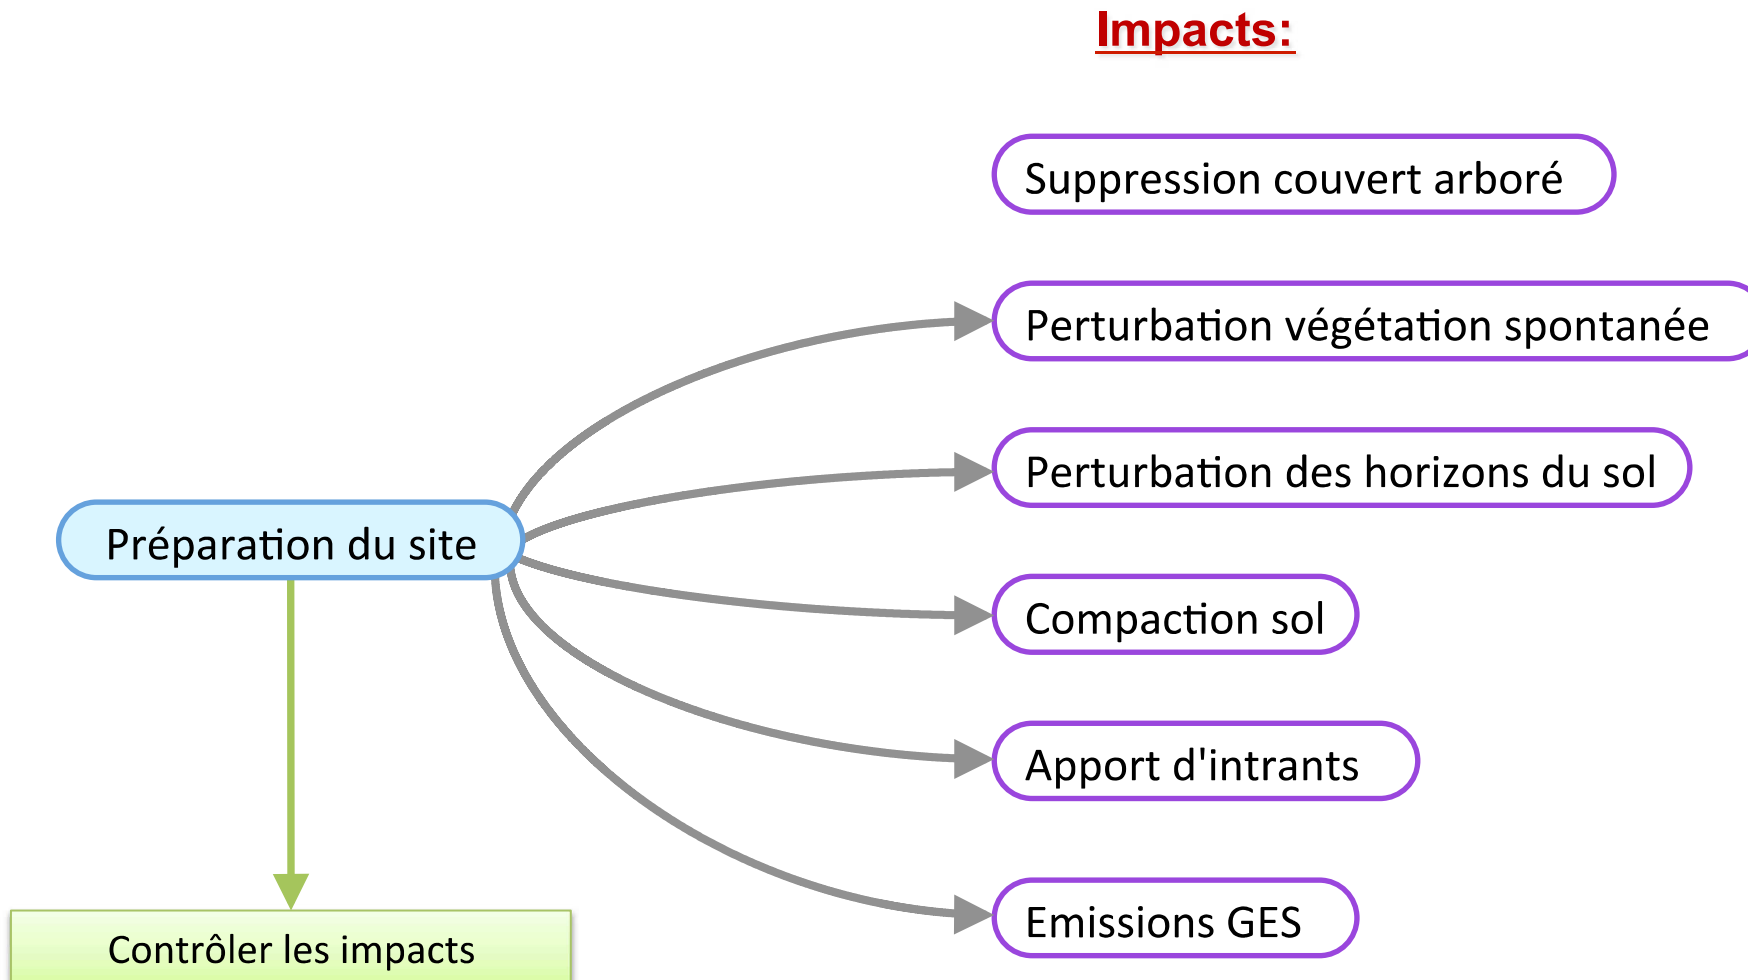 Impacts:
Suppression couvert arboré
Perturbation végétation spontanée
Perturbation des horizons du sol
Préparation du site
Compaction sol
Apport d'intrants
Emissions GES
Contrôler les impacts